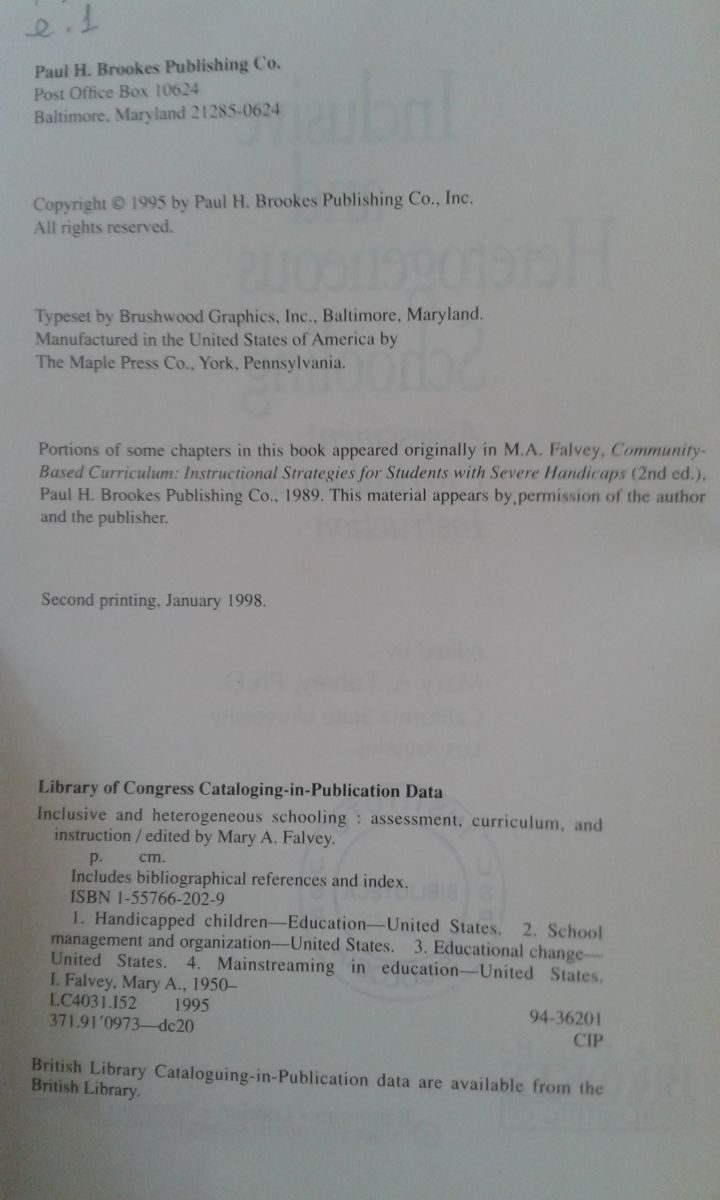 e.1
Paul H. Brookes Publishing Co.
Post Office Box 10624
Baltimore, Maryland 21285-0624
Copyright © 1995 by Paul H. Brookes Publishing Co., Inc.
All rights reserved.
Typeset by Brushwood Graphics, Inc., Baltimore, Maryland.
Manufactured in the United States of America by
The Maple Press Co., York, Pennsylvania.
Portions of some chapters in this book appeared originally in M.A. Falvey, Community-
Based Curriculum: Instructional Strategies for Students with Severe Handicaps (2nd ed.),
Paul H. Brookes Publishing Co., 1989. This material appears by permission of the author
and the publisher.
Second printing, January 1998.
Library of Congress Cataloging-in-Publication Data
Inclusive and heterogeneous schooling : assessment, curriculum, and
instruction / edited by Mary A. Falvey.
p. cm.
Includes bibliographical references and index.
ISBN 1-55766-202-9
1. Handicapped children—Education—United States. 2. School
management and organization—United States. 3. Educational change—
United States. 4. Mainstreaming in education—United States.
I. Falvey, Mary A., 1950–
LC4031.I52 1995
371.91′0973—dc20 94-36201
CIP
British Library Cataloguing-in-Publication data are available from the
British Library.